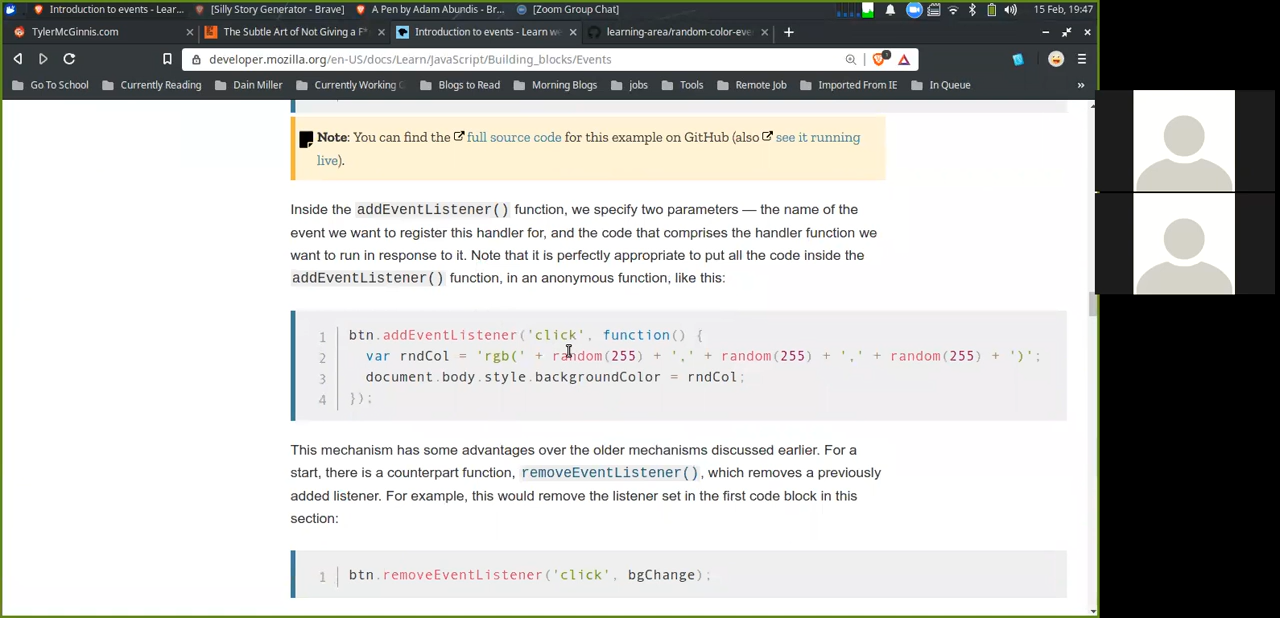 Introduction to events - Lear...
[Silly Story Generator - Brave]
A Pen by Adam Abundis - Br...
[Zoom Group Chat]
15 Feb, 19:47
TylerMcGinnis.com
The Subtle Art of Not Giving a F*
Introduction to events - Learn we
learning-area/random-color-eve
developer.mozilla.org/en-US/docs/Learn/JavaScript/Building_blocks/Events
1
Go To School
Currently Reading
Dain Miller
Currently Working
Blogs to Read
Morning Blogs
jobs
Tools
Remote Job
Imported From IE
In Queue
»
Note: You can find the full source code for this example on GitHub (also see it running
live).
Inside the addEventListener() function, we specify two parameters — the name of the
event we want to register this handler for, and the code that comprises the handler function we
want to run in response to it. Note that it is perfectly appropriate to put all the code inside the
addEventListener() function, in an anonymous function, like this:
1 btn.addEventListener('click', function() {
2 var rndCol = 'rgb(' + random(255) + ',' + random(255) + ',' + random(255) + ')';
3 document.body.style.backgroundColor = rndCol;
4 });
This mechanism has some advantages over the older mechanisms discussed earlier. For a
start, there is a counterpart function, removeEventListener(), which removes a previously
added listener. For example, this would remove the listener set in the first code block in this
section:
1 btn.removeEventListener('click', bgChange);